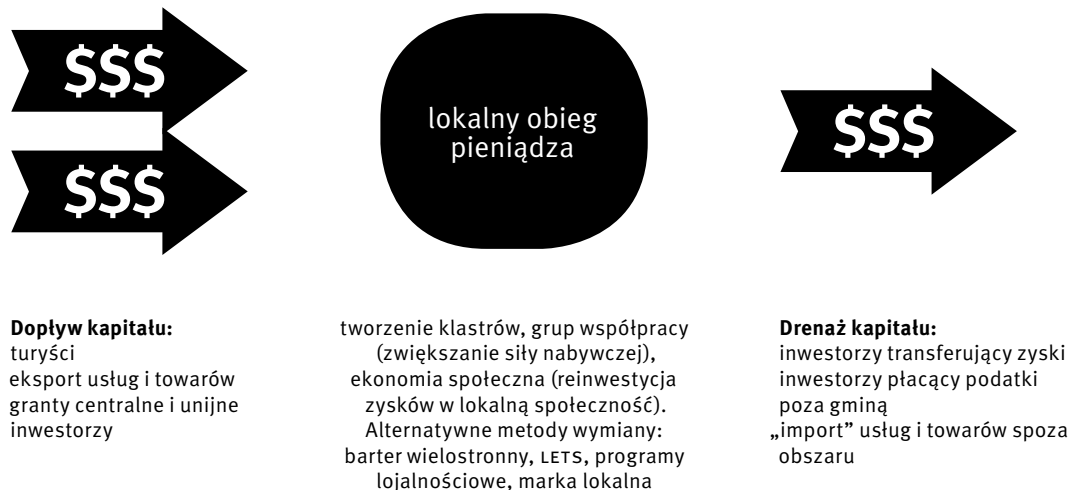 $$$
$$$
lokalny obieg
pieniądza
$$$
Dopływ kapitału:
turyści
eksport usług i towarów
granty centralne i unijne
inwestorzy
tworzenie klastrów, grup współpracy
(zwiększanie siły nabywczej),
ekonomia społeczna (reinwestycja
zysków w lokalną społeczność).
Alternatywne metody wymiany:
barter wielostronny, LETS, programy
lojalnościowe, marka lokalna
Drenaż kapitału:
inwestorzy transferujący zyski
inwestorzy płacący podatki
poza gminą
„import” usług i towarów spoza
obszaru